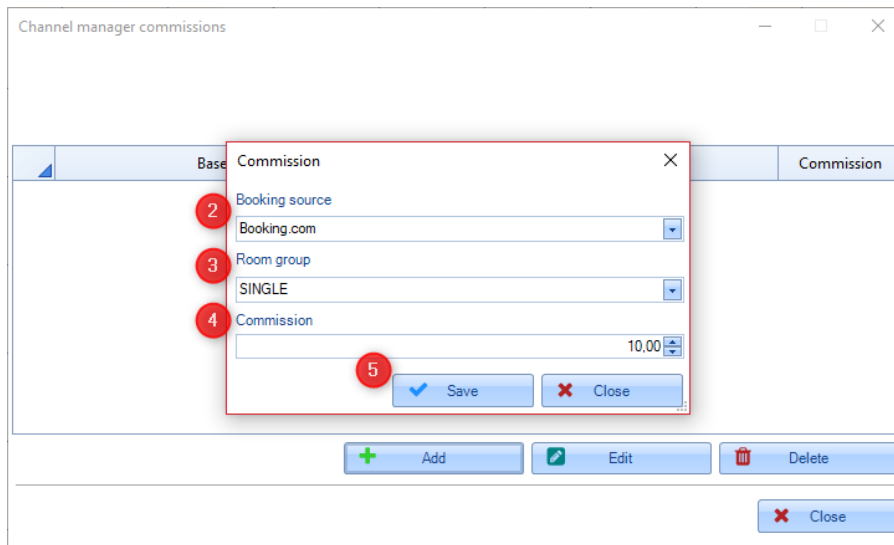 Channel manager commissions
Base
Commission
Commission
2
Booking source
Booking.com
3
Room group
SINGLE
4
Commission
10,00
5
Save
Close
Add
Edit
Delete
Close